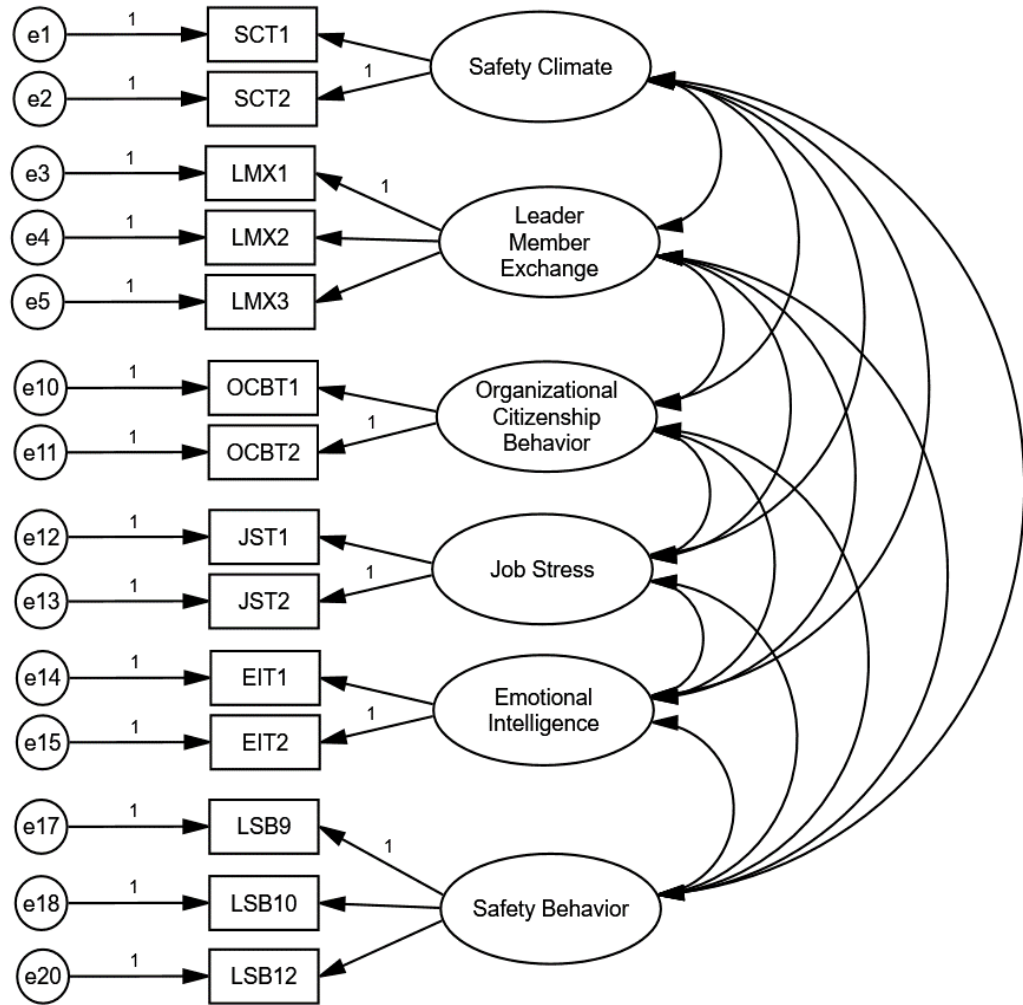 e1
1
SCT1
Safety Climate
e2
1
SCT2
1
e3
1
LMX1
1
Leader
Member
Exchange
e4
1
LMX2
e5
1
LMX3
e10
1
OCBT1
Organizational
Citizenship
Behavior
e11
1
OCBT2
1
e12
1
JST1
Job Stress
e13
1
JST2
1
e14
1
EIT1
Emotional
Intelligence
e15
1
EIT2
1
e17
1
LSB9
1
e18
1
LSB10
Safety Behavior
e20
1
LSB12